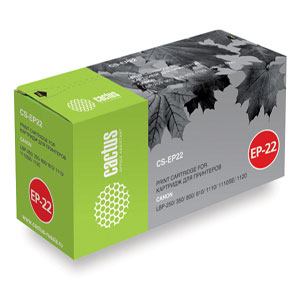 CS-EP22
cactus
CS-EP22
PRINT CARTRIDGE FOR
КАРТРИДЖ ДЛЯ ПРИНТЕРОВ
CANON
LBP-250/ 350/ 800/ 810/ 1110/ 1110SE/ 1120
EP-22
EP-22